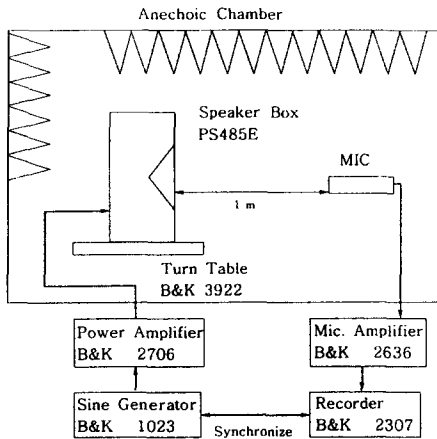 Anechoic Chamber
Speaker Box
PS485E
MIC
1 m
Turn Table
B&K 3922
Power Amplifier
B&K 2706
Mic. Amplifier
B&K 2636
Sine Generator
B&K 1023
Synchronize
Recorder
B&K 2307